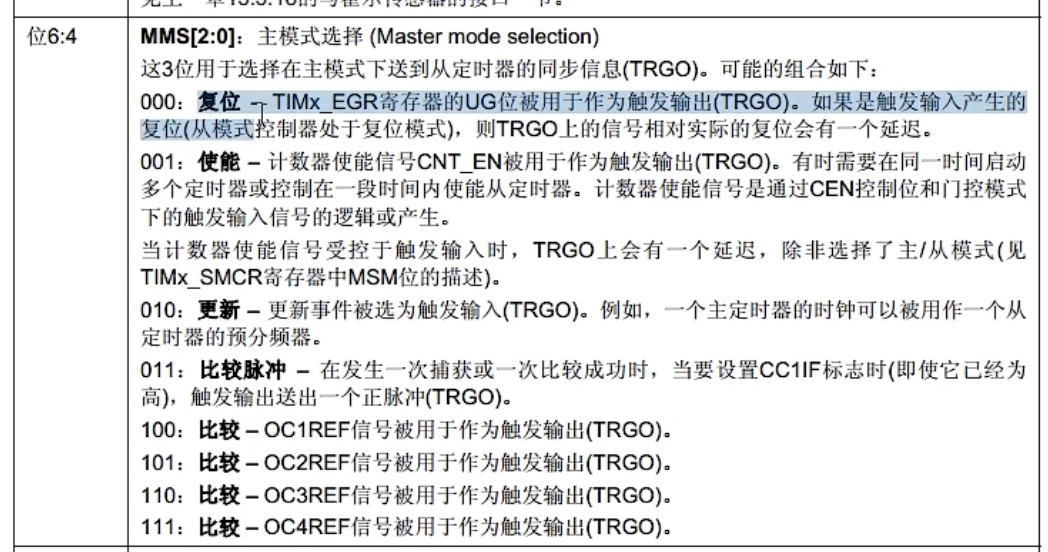 见上一章13.3.18的与霍尔传感器的接口一节。
位6:4
MMS[2:0]：主模式选择 (Master mode selection)
这3位用于选择在主模式下送到从定时器的同步信息(TRGO)。可能的组合如下：
000：复位 – TIMx_EGR寄存器的UG位被用于作为触发输出(TRGO)。如果是触发输入产生的
复位(从模式控制器处于复位模式)，则TRGO上的信号相对实际的复位会有一个延迟。
001：使能 – 计数器使能信号CNT_EN被用于作为触发输出(TRGO)。有时需要在同一时间启动
多个定时器或控制在一段时间内使能从定时器。计数器使能信号是通过CEN控制位和门控模式
下的触发输入信号的逻辑或产生。
当计数器使能信号受控于触发输入时，TRGO上会有一个延迟，除非选择了主/从模式(见
TIMx_SMCR寄存器中MSM位的描述)。
010：更新 – 更新事件被选为触发输入(TRGO)。例如，一个主定时器的时钟可以被用作一个从
定时器的预分频器。
011：比较脉冲 – 在发生一次捕获或一次比较成功时，当要设置CC1IF标志时(即使它已经为
高)，触发输出送出一个正脉冲(TRGO)。
100：比较 – OC1REF信号被用于作为触发输出(TRGO)。
101：比较 – OC2REF信号被用于作为触发输出(TRGO)。
110：比较 – OC3REF信号被用于作为触发输出(TRGO)。
111：比较 – OC4REF信号被用于作为触发输出(TRGO)。